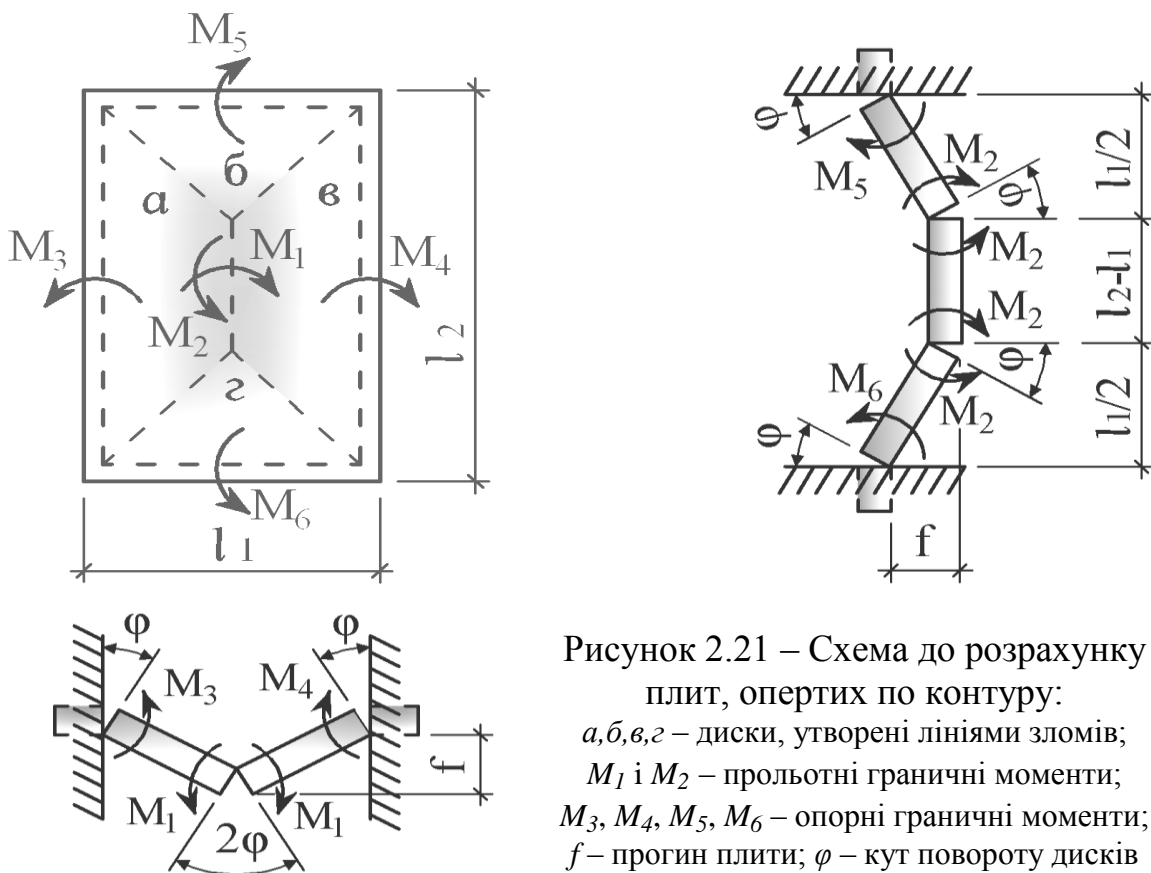 M5
б
а
в
M3
M1
M4
M2
г
M6
l 1
l 2
φ
M5
M2
φ
M2
M2
φ
M6
M2
φ
l1/2
l2-l1
l1/2
f
φ
φ
M3
M4
M1
M1
2φ
f
Рисунок 2.21 – Схема до розрахунку
плит, опертих по контуру:
а,б,в,г – диски, утворені лініями зломів;
M1 і M2 – прольотні граничні моменти;
M3, M4, M5, M6 – опорні граничні моменти;
f – прогин плити; φ – кут повороту дисків